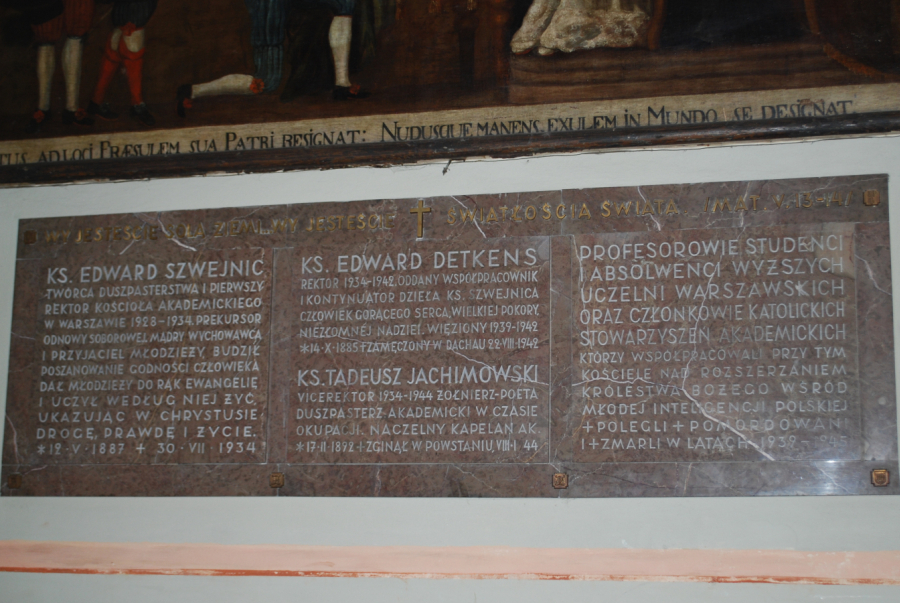 TUS, AD LOCI PRÆSULEM SUA PATRI RESIGNAT: NUDUSQUE MANENS, EXULEM IN MUNDO SE DESIGNAT
WY JESTEŚCIE SOLĄ ZIEMI, WY JESTEŚCIE ŚWIATŁOŚCIĄ ŚWIATA. (MAT. V. 13-14)
KS. EDWARD SZWEJNIC
TWÓRCA DUSZPASTERSTWA I PIERWSZY
REKTOR KOŚCIOŁA AKADEMICKIEGO
W WARSZAWIE 1928-1934. PREKURSOR
ODNOWY SOBOROWEJ, MĄDRY WYCHOWAWCA
I PRZYJACIEL MŁODZIEŻY. BUDZIŁ
POSZANOWANIE GODNOŚCI CZŁOWIEKA
DAŁ MŁODZIEŻY DO RĄK EWANGELIĘ
I UCZYŁ WEDŁUG NIEJ ŻYĆ,
UKAZUJĄC W CHRYSTUSIE
DROGĘ, PRAWDĘ I ŻYCIE.
*12·V·1887 + 30·VII·1934
KS. EDWARD DETKENS
REKTOR 1934-1942, ODDANY WSPÓŁPRACOWNIK
I KONTYNUATOR DZIEŁA KS. SZWEJNICA
CZŁOWIEK GORĄCEGO SERCA, WIELKIEJ POKORY,
NIEZŁOMNEJ NADZIEI, WIĘZIONY 1939-1942
*14·X·1885 + ZAMĘCZONY W DACHAU 22·VIII·1942
KS. TADEUSZ JACHIMOWSKI
VICEREKTOR 1934-1944 ŻOŁNIERZ-POETA
DUSZPASTERZ AKADEMICKI W CZASIE
OKUPACJI. NACZELNY KAPELAN AK.
*17·II·1892 + ZGINĄŁ W POWSTANIU, VIII· 44
PROFESOROWIE STUDENCI
I ABSOLWENCI WYŻSZYCH
UCZELNI WARSZAWSKICH
ORAZ CZŁONKOWIE KATOLICKICH
STOWARZYSZEŃ AKADEMICKICH
KTÓRZY WSPÓŁPRACOWALI PRZY TYM
KOŚCIELE NAD ROZSZERZANIEM
KRÓLESTWA BOŻEGO WŚRÓD
MŁODEJ INTELIGENCJI POLSKIEJ
+POLEGLI +POMORDOWANI
I +ZMARLI W LATACH 1939-945